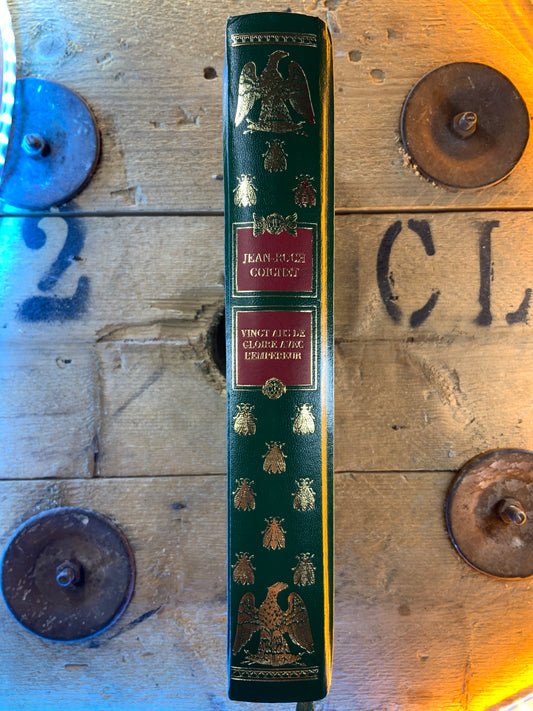 JEAN-ROCH
COIGNET
VINGT ANS DE
GLOIRE AVEC
L'EMPEREUR
2 CL